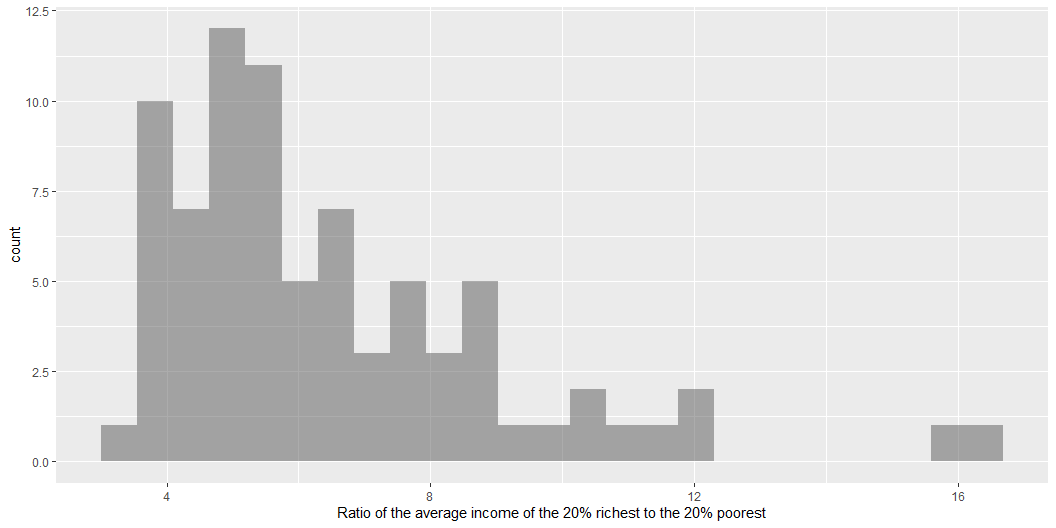 12.5
10.0
7.5
5.0
2.5
0.0
count
4 8 12 16
Ratio of the average income of the 20% richest to the 20% poorest